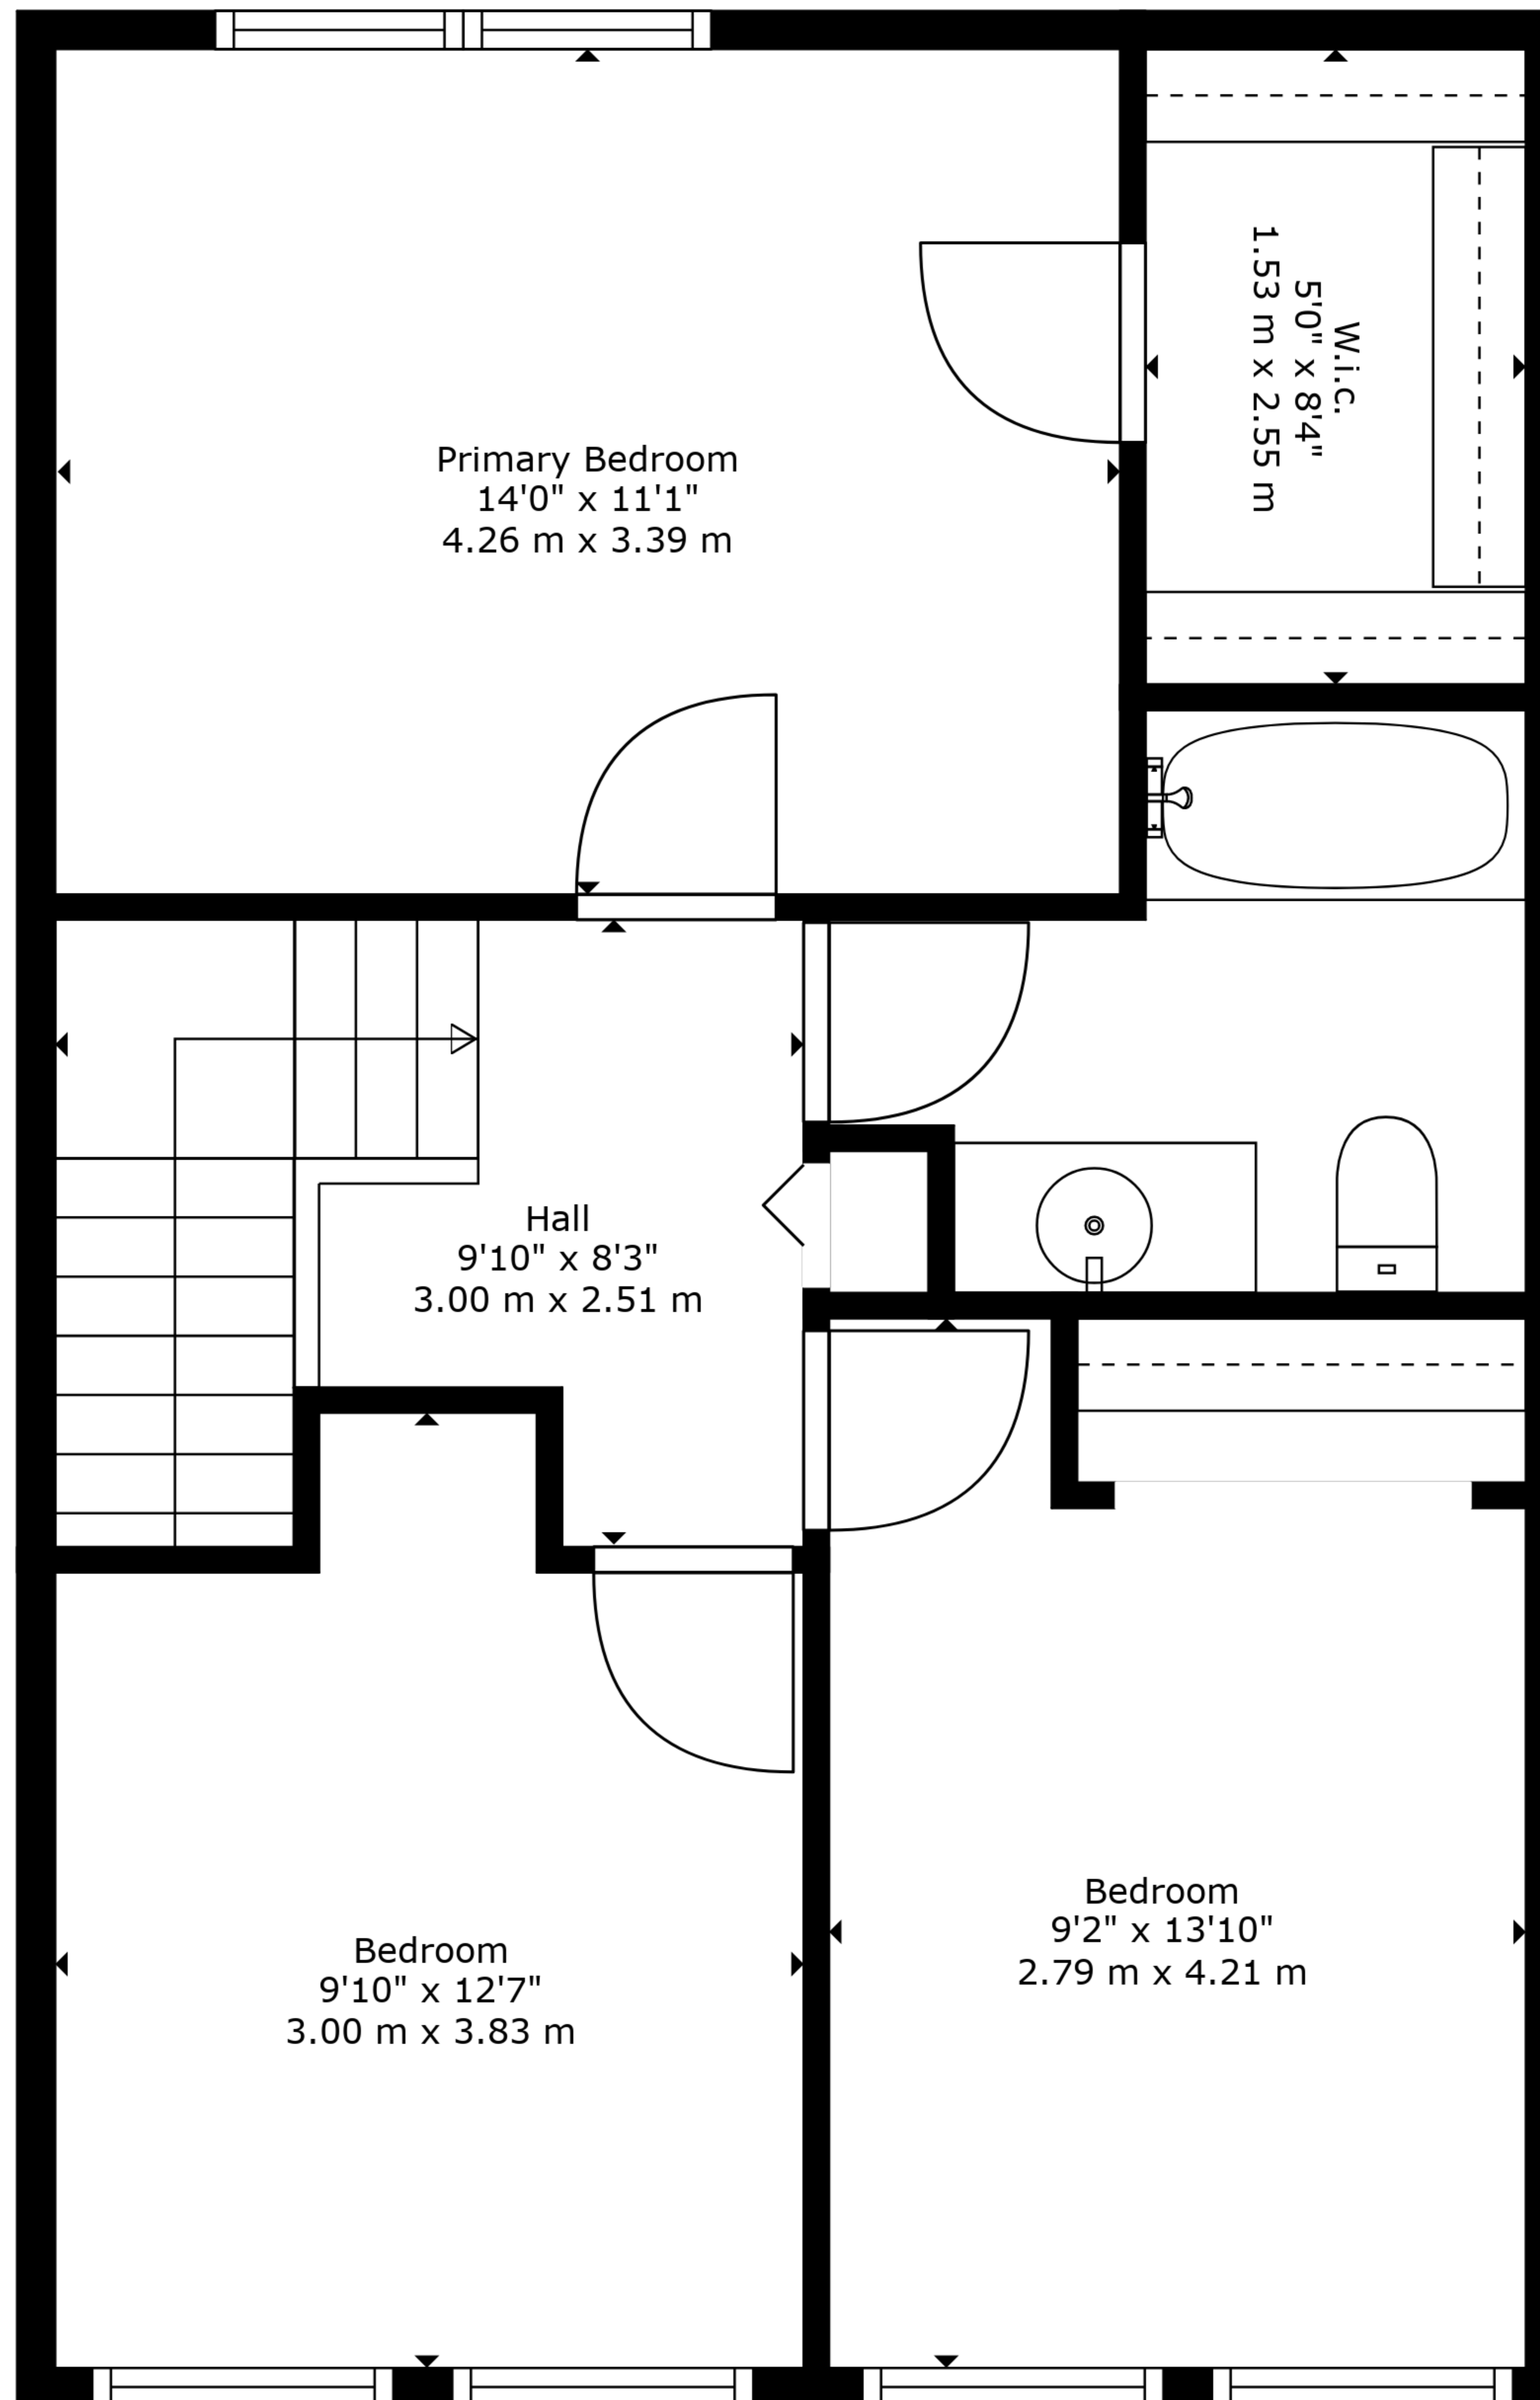 Primary Bedroom
14'0" x 11'1"
4.26 m x 3.39 m
W.i.c.
5'0" x 8'4"
1.53 m x 2.55 m
Hall
9'10" x 8'3"
3.00 m x 2.51 m
Bedroom
9'10" x 12'7"
3.00 m x 3.83 m
Bedroom
9'2" x 13'10"
2.79 m x 4.21 m